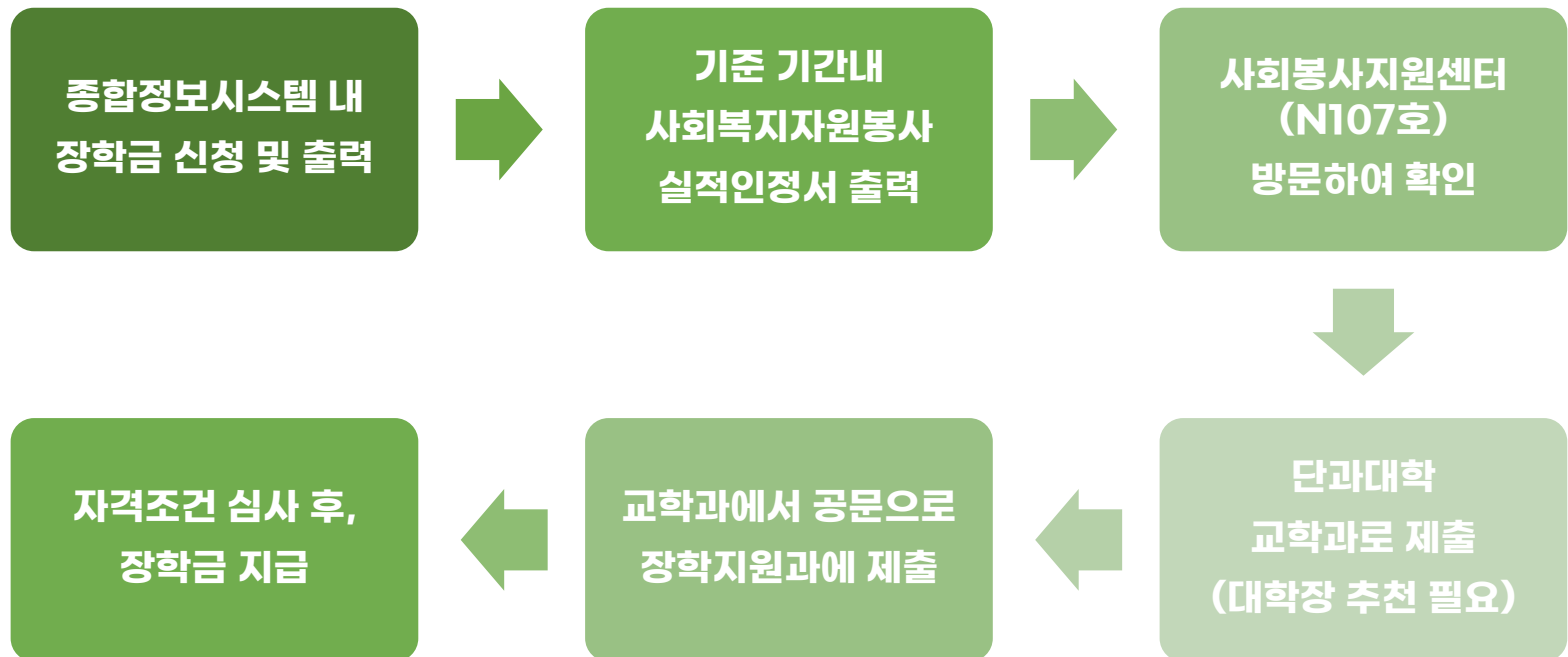 종합정보시스템 내
장학금 신청 및 출력
기준 기간내
사회복지자원봉사
실적인정서 출력
사회봉사지원센터
(N107호)
방문하여 확인
단과대학
교학과로 제출
(대학장 추천 필요)
교학과에서 공문으로
장학지원과에 제출
자격조건 심사 후,
장학금 지급